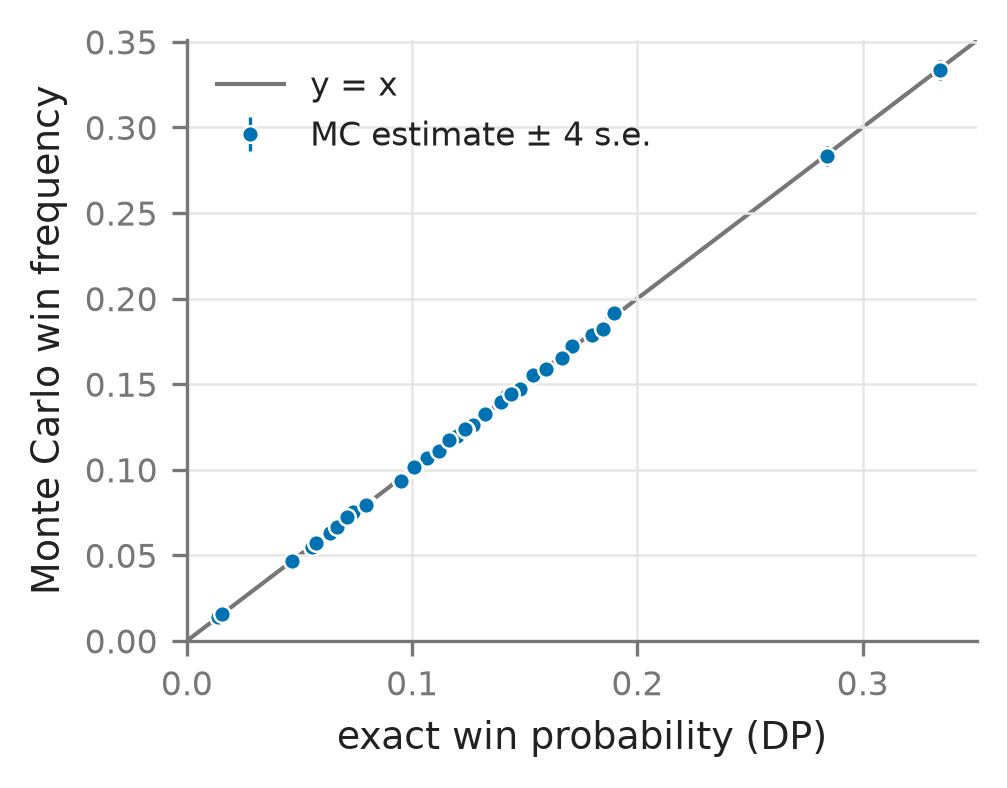 0.35
0.30
0.25
0.20
0.15
0.10
0.05
0.00
Monte Carlo win frequency
y = x
MC estimate ± 4 s.e.
0.0 0.1 0.2 0.3
exact win probability (DP)